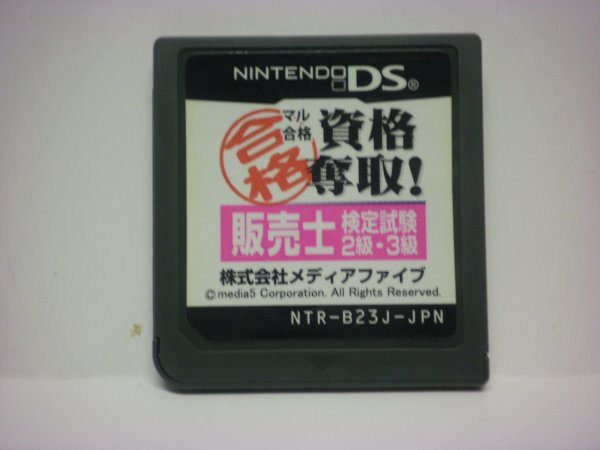 NINTENDO DS®
マル合格
合格
資格奪取!
販売士
検定試験
2級・3級
株式会社メディアファイブ
©media5 Corporation. All Rights Reserved.
NTR-B23J-JPN